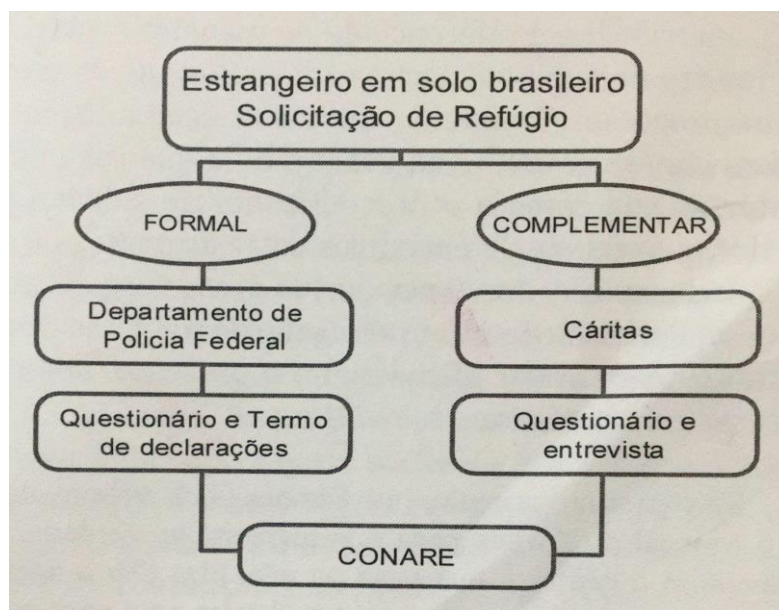 Estrangeiro em solo brasileiro
Solicitação de Refúgio
FORMAL
COMPLEMENTAR
Departamento de
Policia Federal
Cáritas
Questionário e Termo
de declarações
Questionário e
entrevista
CONARE